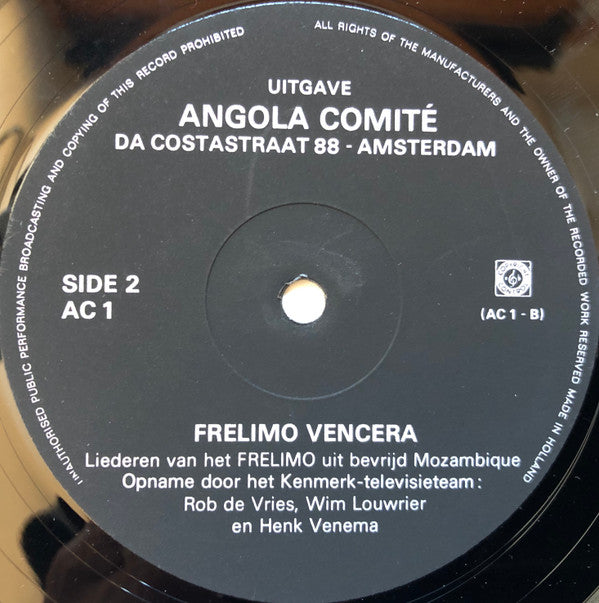 ALL RIGHTS OF THE MANUFACTURERS AND THE OWNER OF THE RECORDED WORK RESERVED MADE IN HOLLAND
UNAUTHORISED PUBLIC PERFORMANCE BROADCASTING AND COPYING OF THIS RECORD PROHIBITED
UITGAVE
ANGOLA COMITÉ
DA COSTASTRAAT 88 - AMSTERDAM
SIDE 2
AC 1
(AC 1 - B)
FRELIMO VENCERA
Liederen van het FRELIMO uit bevrijd Mozambique
Opname door het Kenmerk-televisieteam:
Rob de Vries, Wim Louwrier
en Henk Venema